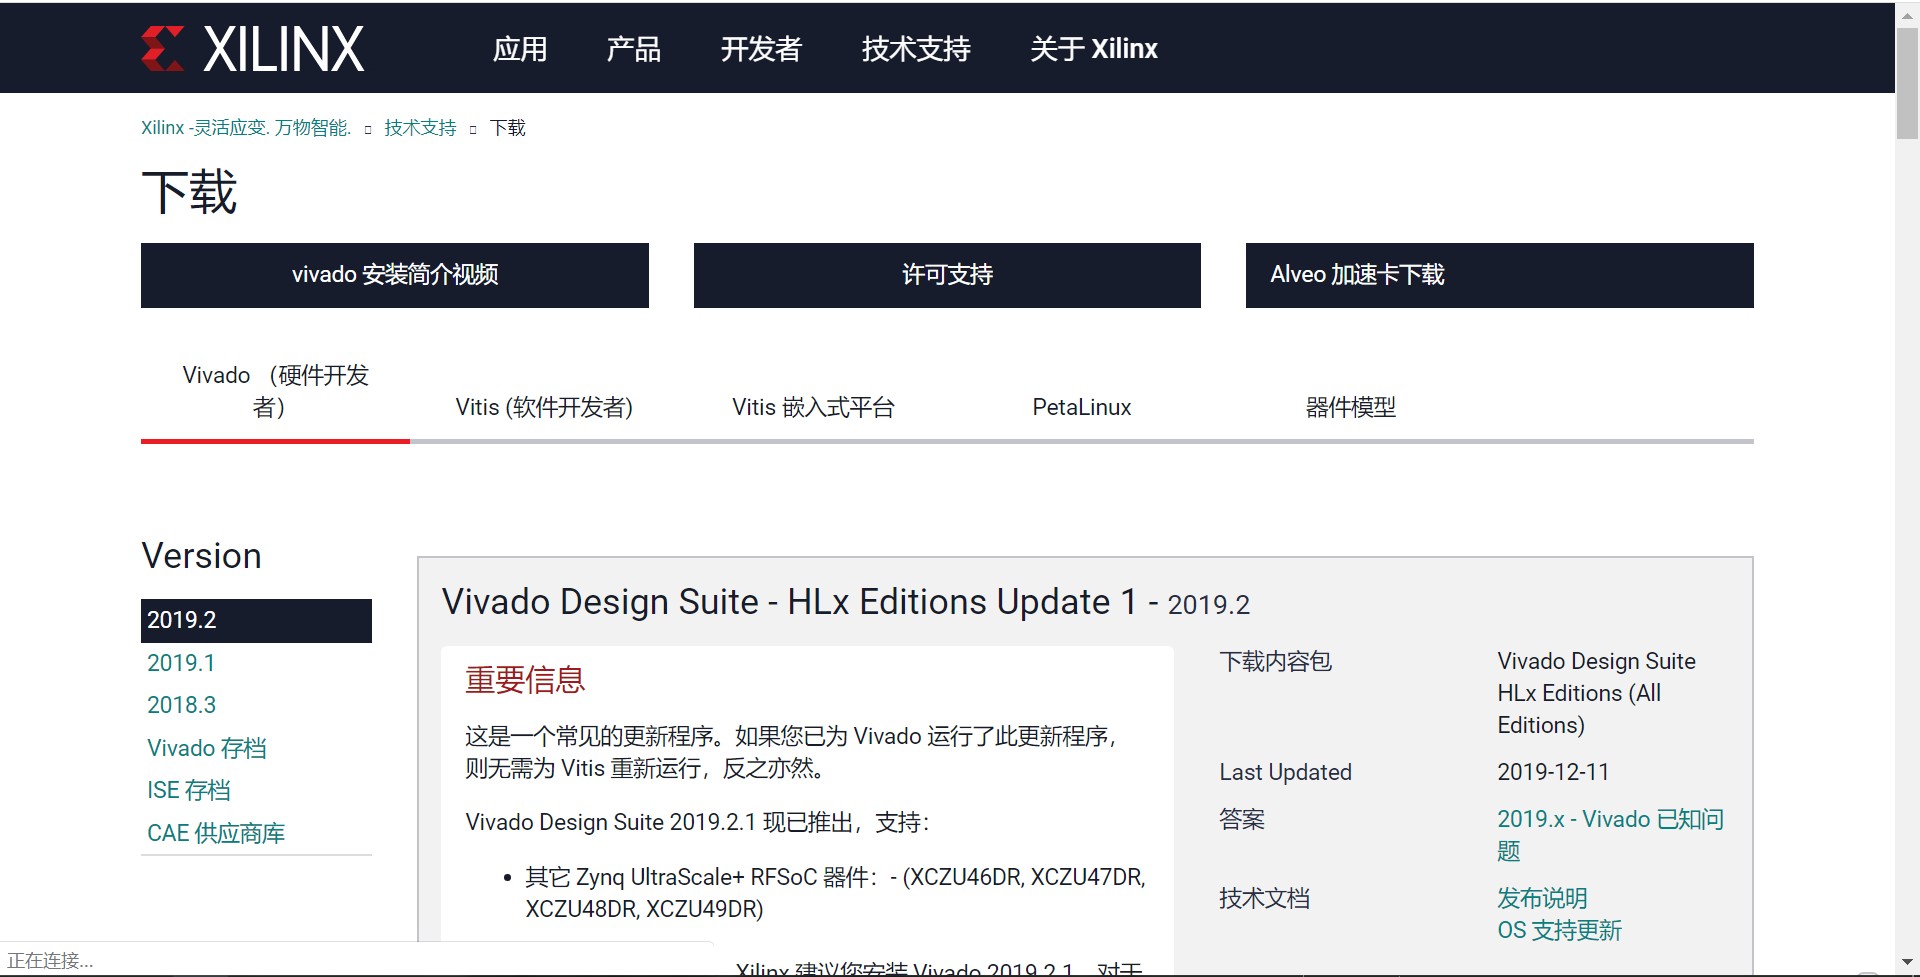 XILINX
应用 产品 开发者 技术支持 关于 Xilinx
Xilinx -灵活应变. 万物智能. 技术支持 下载
下载
vivado 安装简介视频
许可支持
Alveo 加速卡下载
Vivado （硬件开发
者）
Vitis (软件开发者)
Vitis 嵌入式平台
PetaLinux
器件模型
Version
2019.2
2019.1
2018.3
Vivado 存档
ISE 存档
CAE 供应商库
Vivado Design Suite - HLx Editions Update 1 - 2019.2
重要信息
这是一个常见的更新程序。如果您已为 Vivado 运行了此更新程序，
则无需为 Vitis 重新运行，反之亦然。
Vivado Design Suite 2019.2.1 现已推出，支持：
其它 Zynq UltraScale+ RFSoC 器件：- (XCZU46DR, XCZU47DR,
XCZU48DR, XCZU49DR)
Xilinx 建议您安装 Vivado 2019.2.1。对于
下载内容包
Vivado Design Suite
HLx Editions (All
Editions)
Last Updated
2019-12-11
答案
2019.x - Vivado 已知问
题
技术文档
发布说明
OS 支持更新
正在连接...